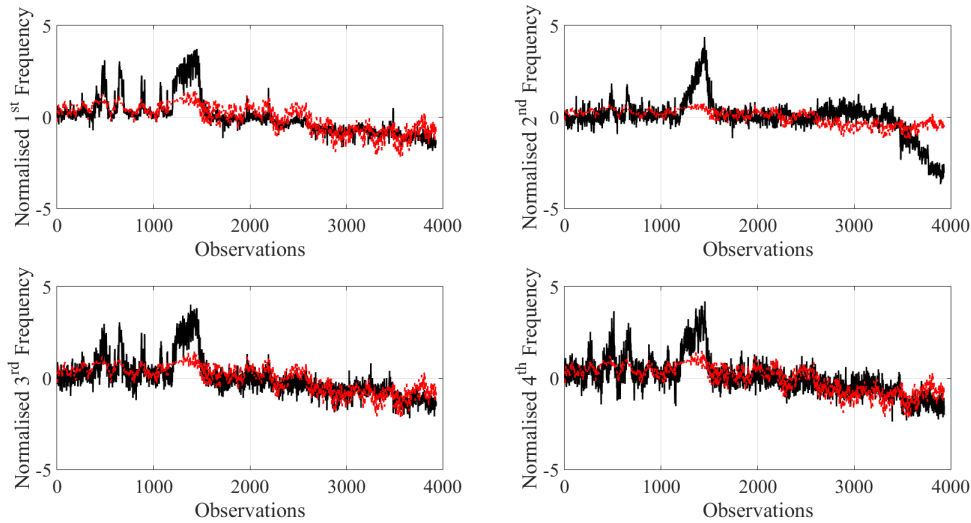 Normalised 1st Frequency
5
0
-5
0 1000 2000 3000 4000
Observations
Normalised 2nd Frequency
5
0
-5
0 1000 2000 3000 4000
Observations
Normalised 3rd Frequency
5
0
-5
0 1000 2000 3000 4000
Observations
Normalised 4th Frequency
5
0
-5
0 1000 2000 3000 4000
Observations